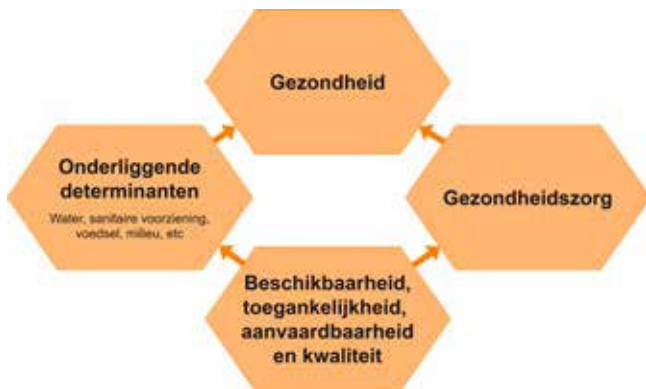 Gezondheid
Onderliggende
determinanten
Water, sanitaire voorziening,
voedsel, milieu, etc
Gezondheidszorg
Beschikbaarheid,
toegankelijkheid,
aanvaardbaarheid
en kwaliteit